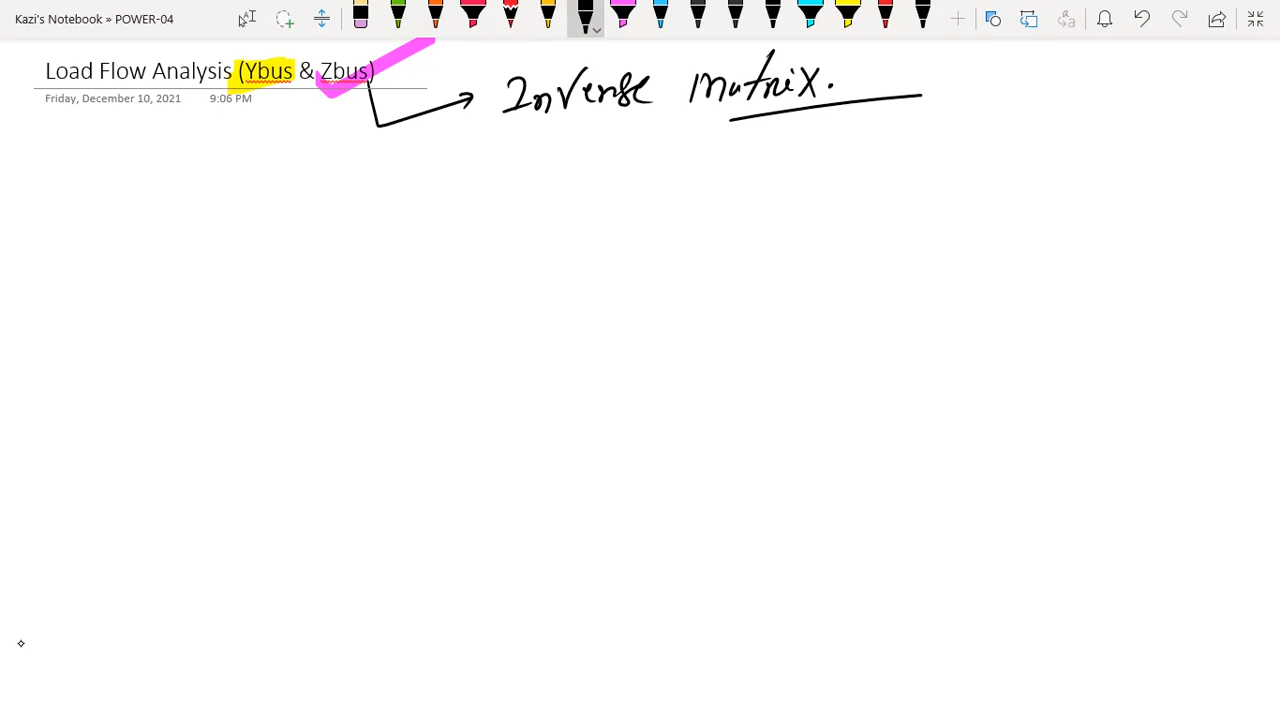 Kazi's Notebook » POWER-04
Load Flow Analysis (Ybus & Zbus)
Friday, December 10, 2021 9:06 PM
Inverse matrix.